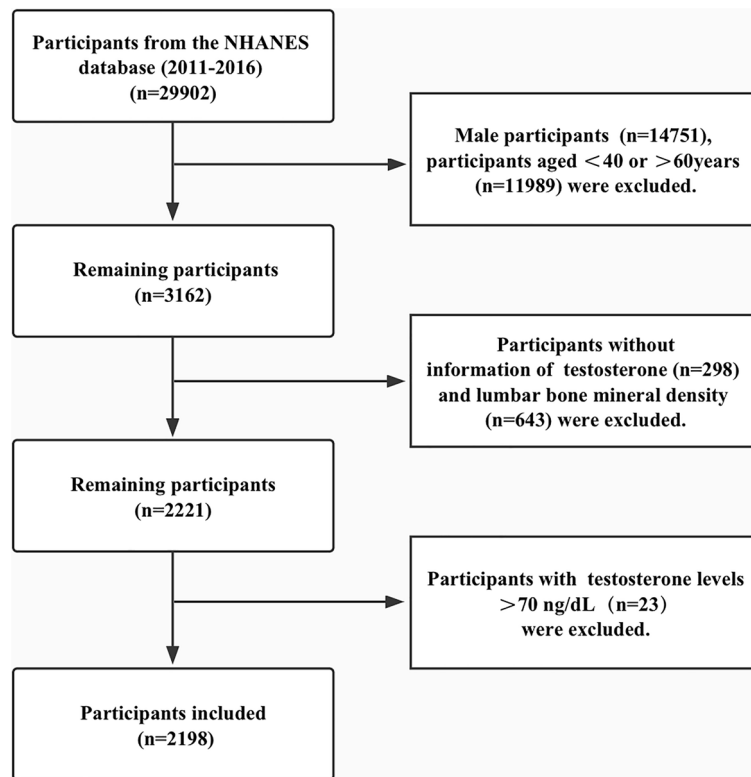 Participants from the NHANES
database (2011-2016)
(n=29902)
Male participants (n=14751),
participants aged ＜40 or ＞60years
(n=11989) were excluded.
Remaining participants
(n=3162)
Participants without
information of testosterone (n=298)
and lumbar bone mineral density
(n=643) were excluded.
Remaining participants
(n=2221)
Participants with testosterone levels
＞70 ng/dL（n=23）
were excluded.
Participants included
(n=2198)